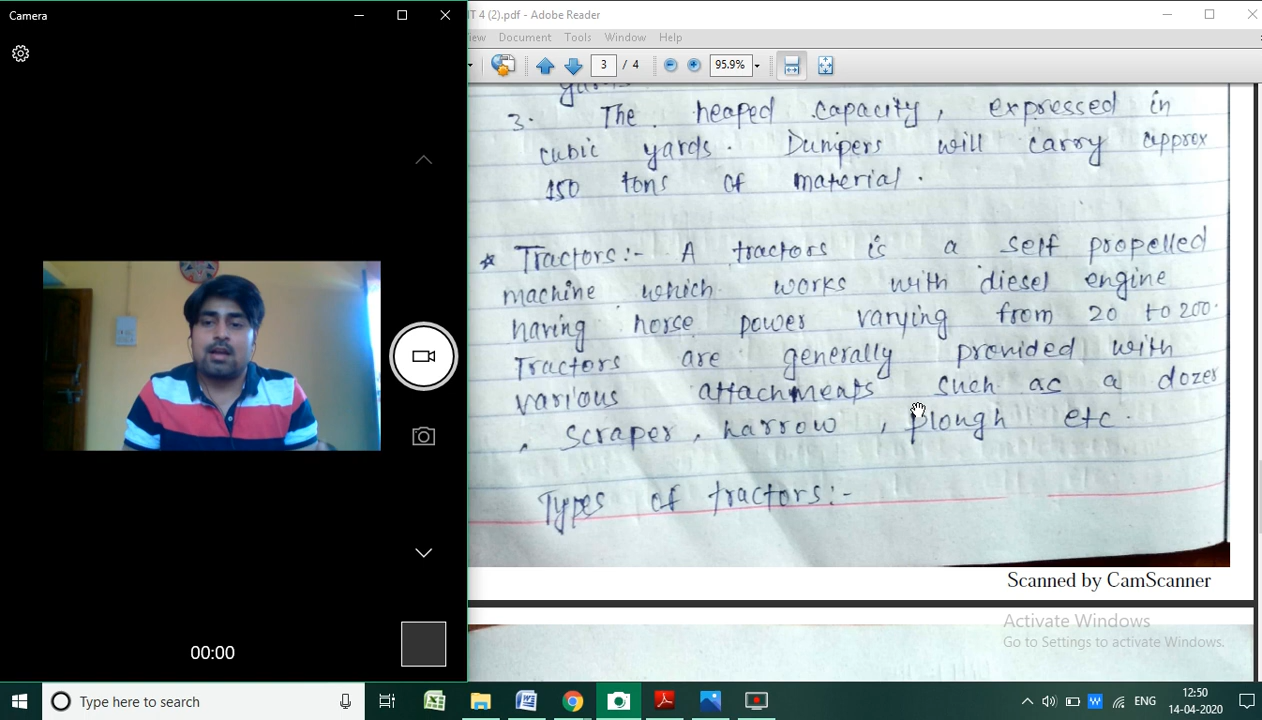 Camera
IT 4 (2).pdf - Adobe Reader
iew Document Tools Window Help
3 / 4 95.9%
3. The heaped capacity, expressed in
cubic yards. Dumpers will carry approx
150 tons of material.
* Tractors:- A tractors is a self propelled
machine which works with diesel engine
having horse power varying from 20 to 200.
Tractors are generally provided with
various attachments such as a dozer
, Scraper, harrow, plough etc.
Types of tractors:-
Scanned by CamScanner
Activate Windows
Go to Settings to activate Windows.
00:00
Type here to search
ENG
12:50
14-04-2020